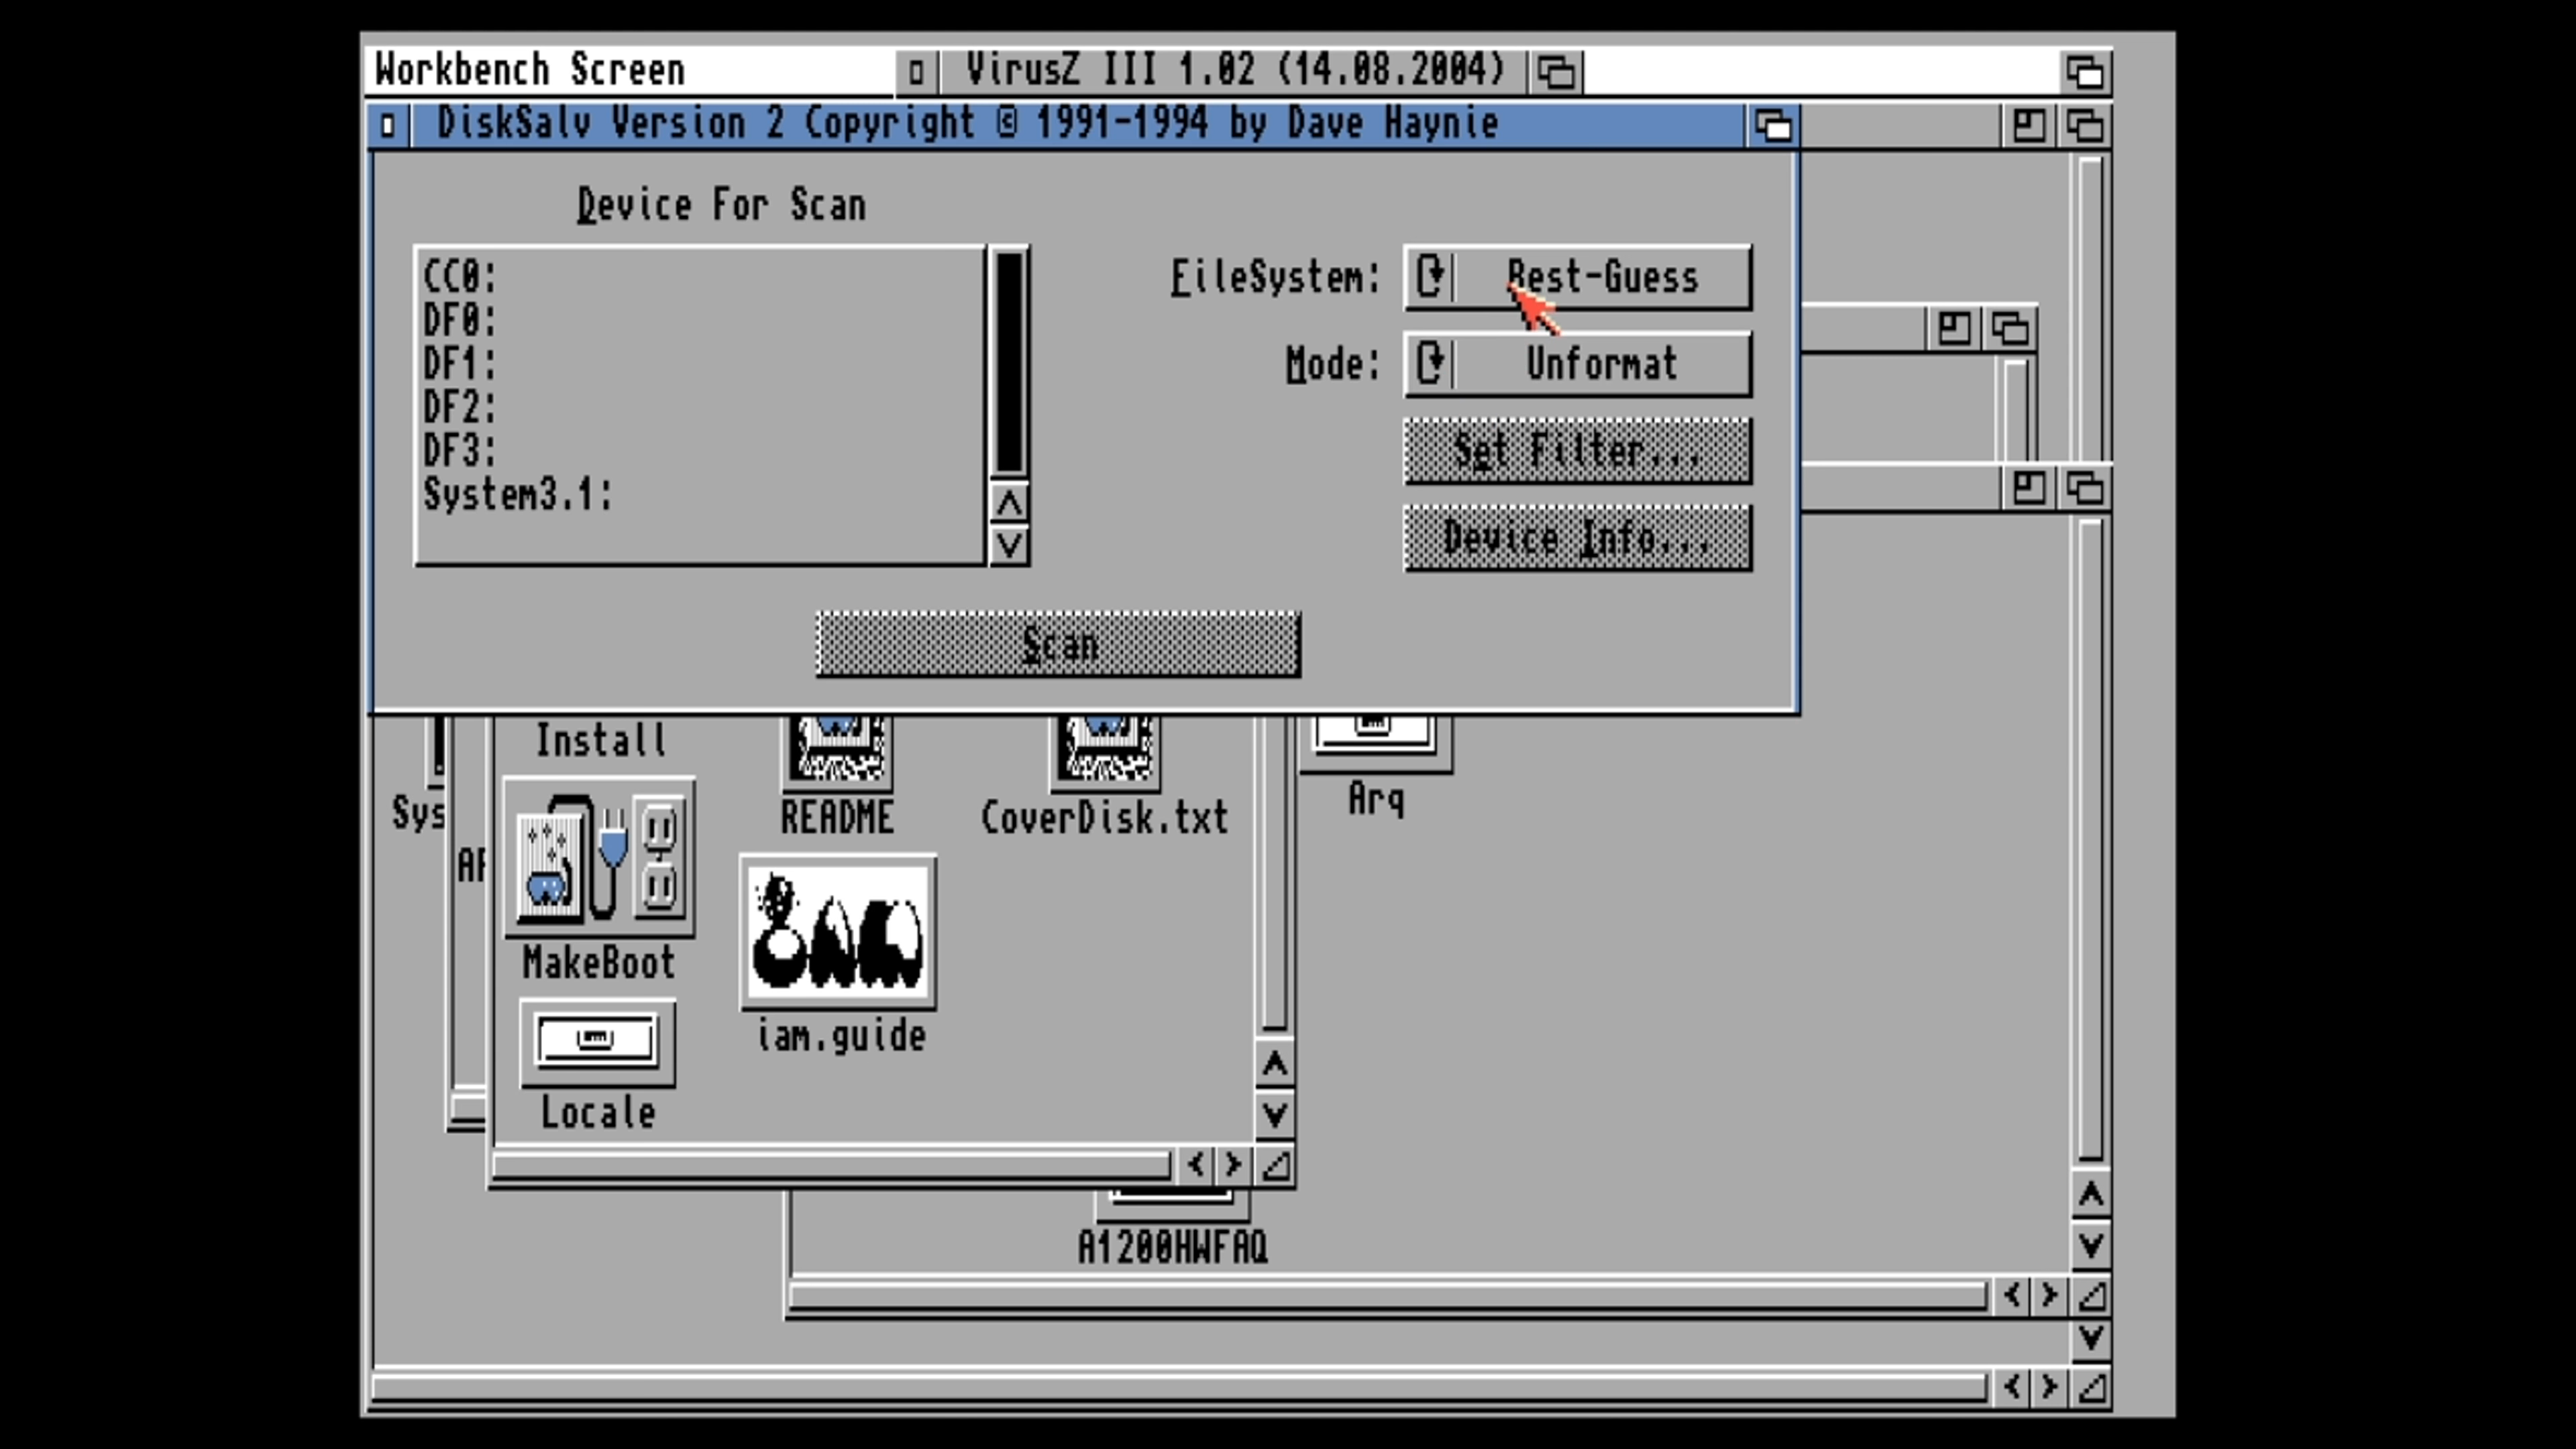 Workbench Screen
VirusZ III 1.02 (14.08.2004)
DiskSalv Version 2 Copyright © 1991-1994 by Dave Haynie
Device For Scan
CC0:
DF0:
DF1:
DF2:
DF3:
System3.1:
FileSystem: Best-Guess
Mode: Unformat
Set Filter...
Device Info...
Scan
Install
README
CoverDisk.txt
Arq
Sys
MakeBoot
iam.guide
Locale
A1200HWFAQ